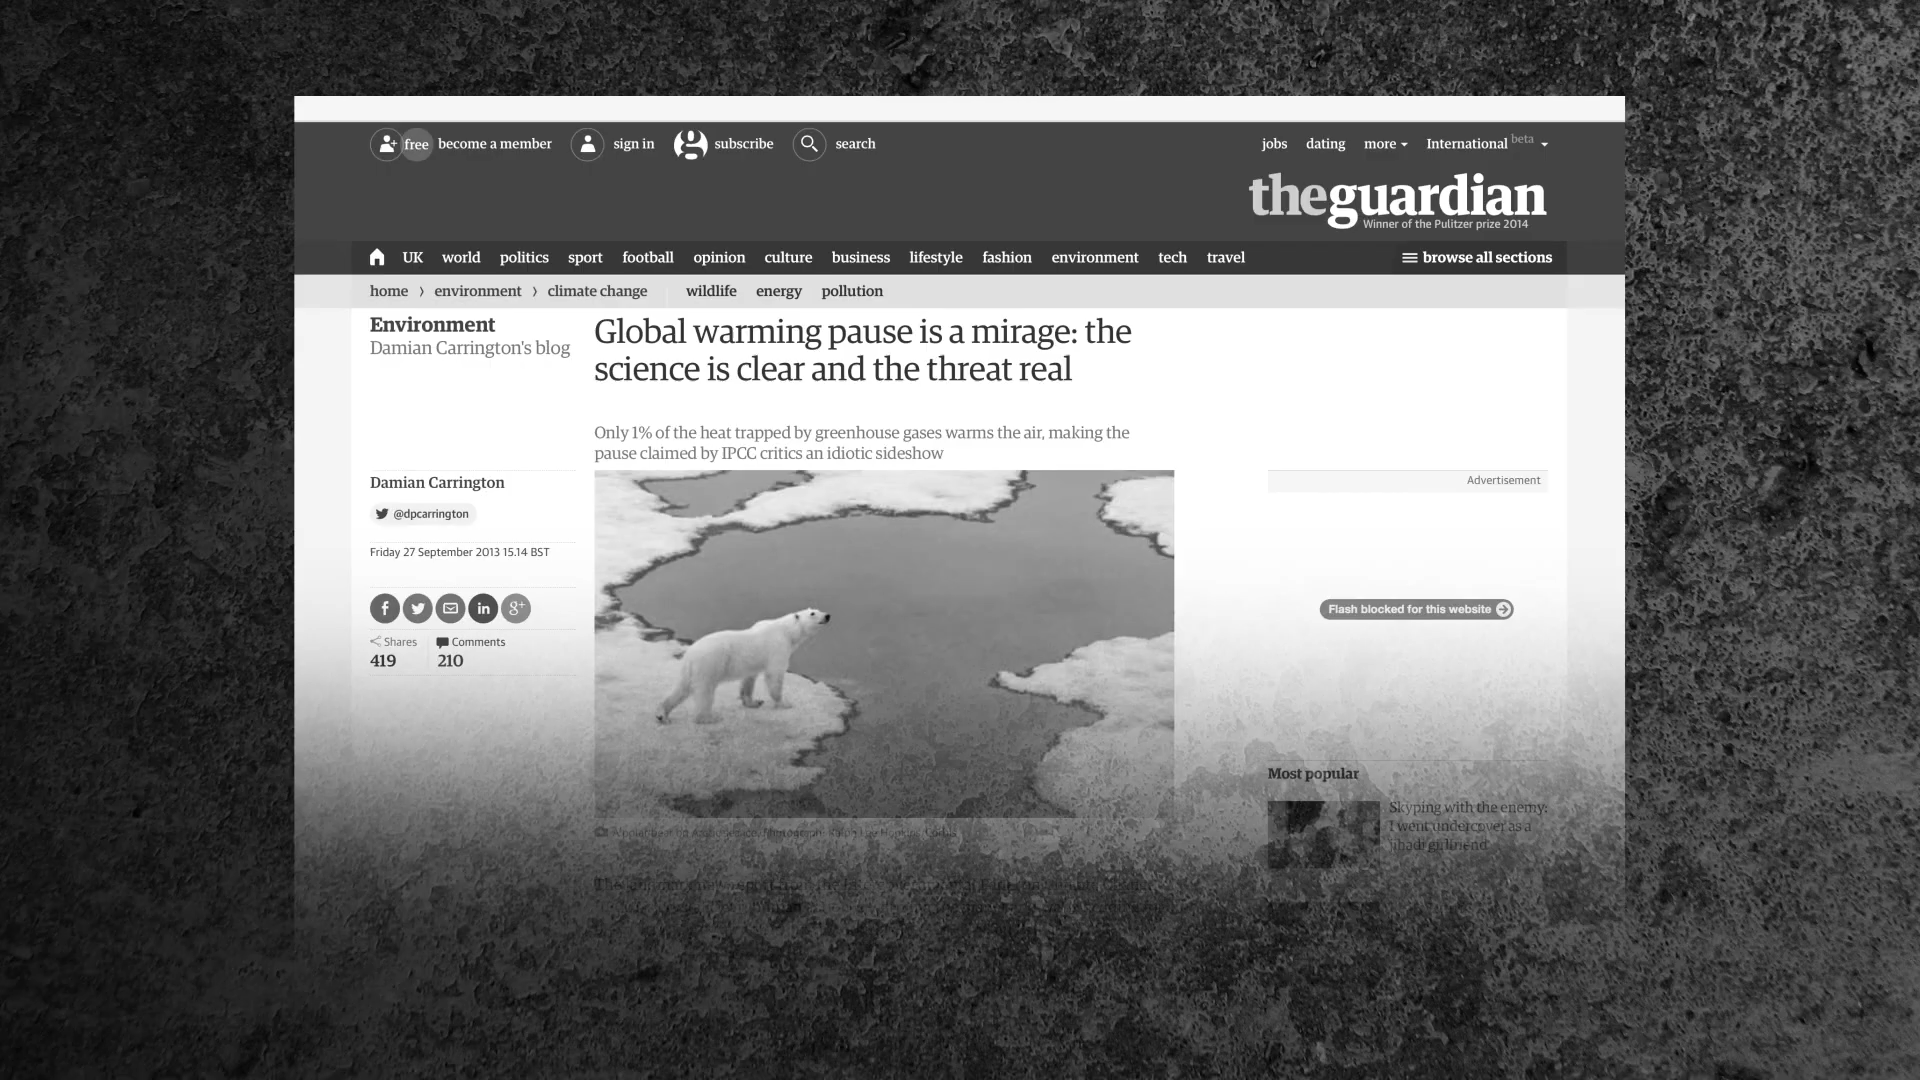 free become a member sign in subscribe search jobs dating more International beta
theguardian
Winner of the Pulitzer prize 2014
UK world politics sport football opinion culture business lifestyle fashion environment tech travel browse all sections
home › environment › climate change wildlife energy pollution
Environment
Damian Carrington's blog
Global warming pause is a mirage: the
science is clear and the threat real
Only 1% of the heat trapped by greenhouse gases warms the air, making the
pause claimed by IPCC critics an idiotic sideshow
Damian Carrington
@dpcarrington
Friday 27 September 2013 15.14 BST
f in 8+
Shares Comments
419 210
Advertisement
Flash blocked for this website
Most popular
Skyping with the enemy:
I went undercover as a
jihadi girlfriend